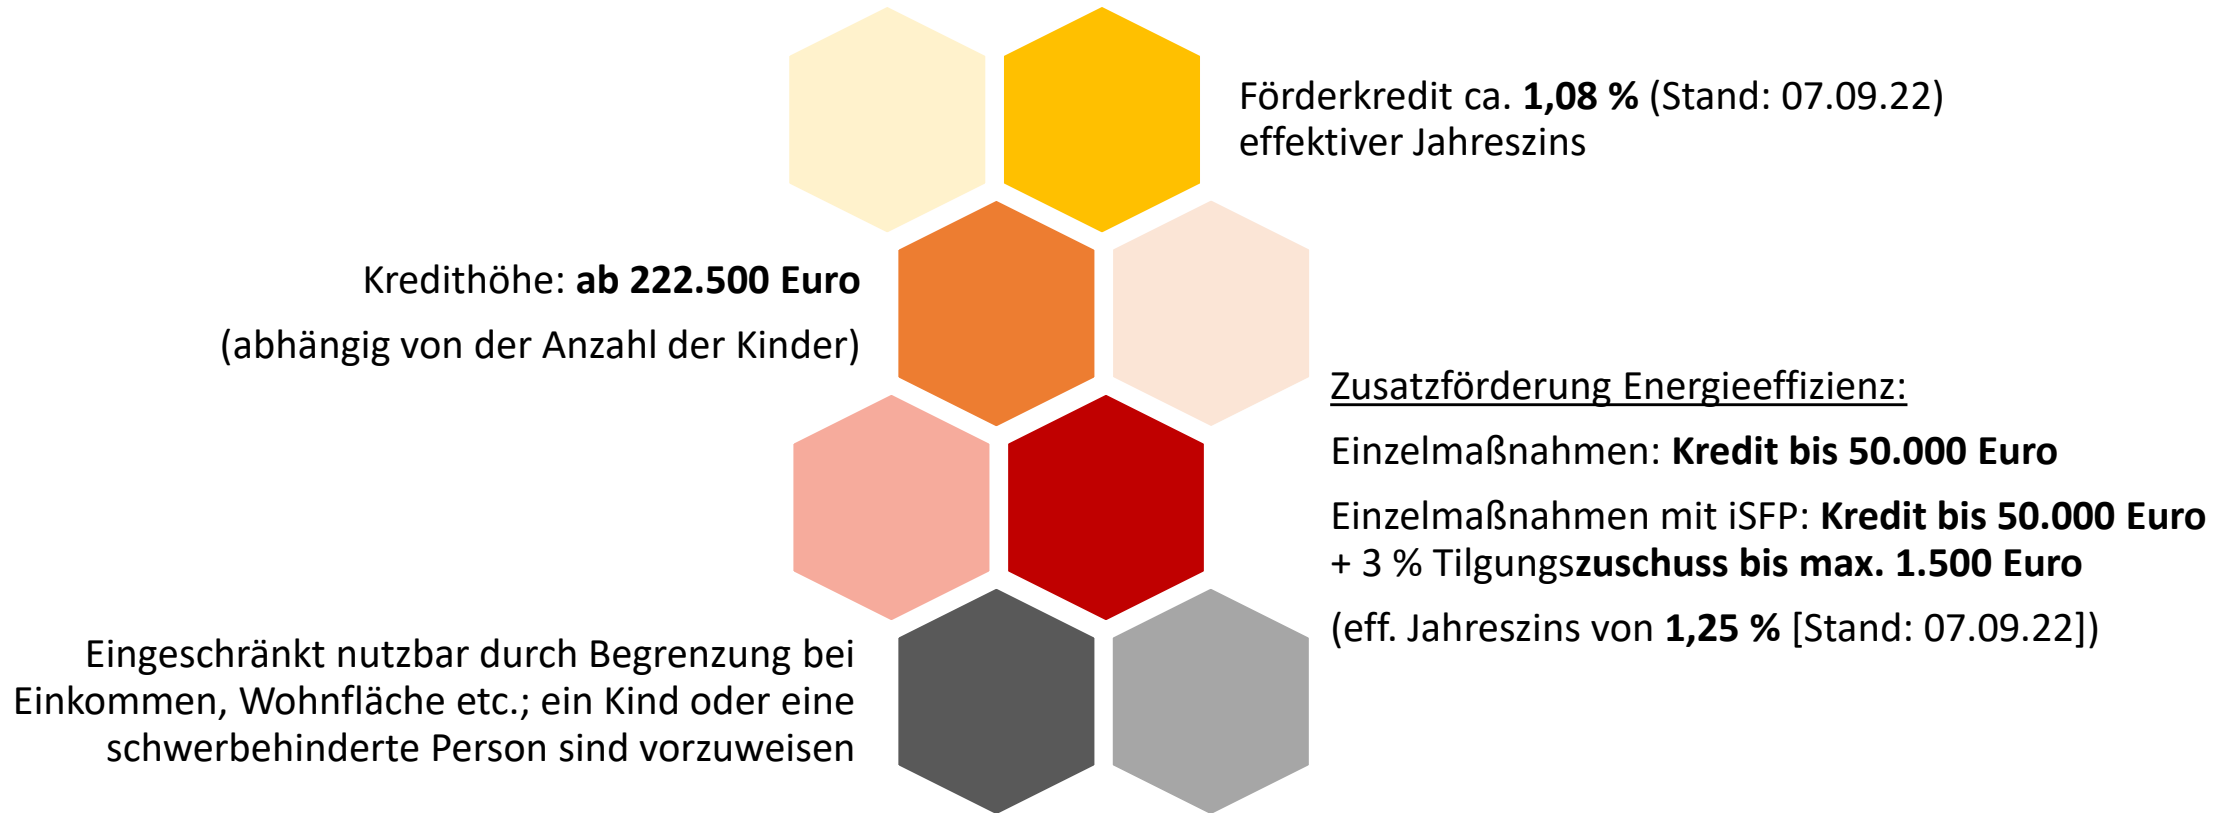 Förderkredit ca. 1,08 % (Stand: 07.09.22)
effektiver Jahreszins
Kredithöhe: ab 222.500 Euro
(abhängig von der Anzahl der Kinder)
Zusatzförderung Energieeffizienz:
Einzelmaßnahmen: Kredit bis 50.000 Euro
Einzelmaßnahmen mit iSFP: Kredit bis 50.000 Euro
+ 3 % Tilgungszuschuss bis max. 1.500 Euro
(eff. Jahreszins von 1,25 % [Stand: 07.09.22])
Eingeschränkt nutzbar durch Begrenzung bei
Einkommen, Wohnfläche etc.; ein Kind oder eine
schwerbehinderte Person sind vorzuweisen